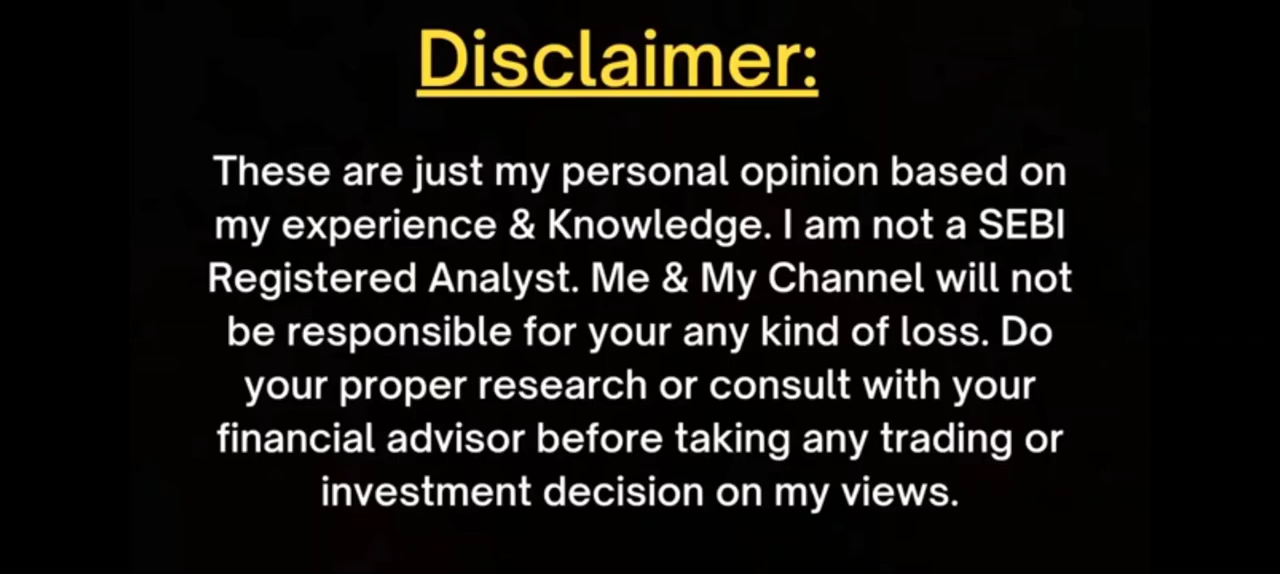 Disclaimer:
These are just my personal opinion based on
my experience & Knowledge. I am not a SEBI
Registered Analyst. Me & My Channel will not
be responsible for your any kind of loss. Do
your proper research or consult with your
financial advisor before taking any trading or
investment decision on my views.